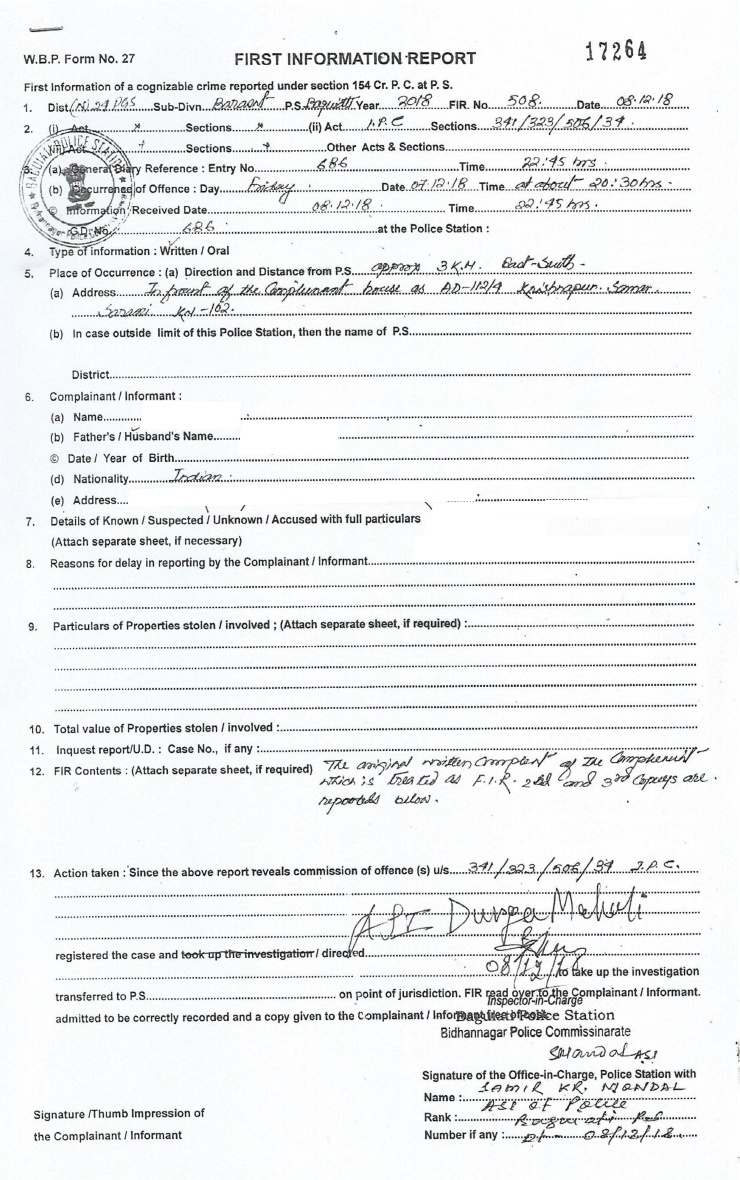 17264
W.B.P. Form No. 27
FIRST INFORMATION REPORT
First Information of a cognizable crime reported under section 154 Cr. P. C. at P. S.
1. Dist (N) 24 PGS Sub-Divn. Barasat P.S. Baguiati Year 2018 FIR. No 508. Date 08.12.18
2. (i) Act x Sections x (ii) Act I.P.C Sections 341/323/506/34.
Act Sections Other Acts & Sections
(a) General Diary Reference : Entry No. 686 Time 22:45 hrs.
(b) Occurrence of Offence : Day Friday Date 07.12.18 Time at about 20:30 hrs.
© Information Received Date 08.12.18. Time 22:45 hrs.
G.D. No. 686 at the Police Station :
4. Type of information : Written / Oral
5. Place of Occurrence : (a) Direction and Distance from P.S. approx 3 K.M. East-South -
(a) Address In front of the Complainant house as AD-112/4 Krishnapur Samar
Sarani Kol-102.
(b) In case outside limit of this Police Station, then the name of P.S.
District
6. Complainant / Informant :
(a) Name
(b) Father's / Husband's Name
© Date / Year of Birth
(d) Nationality Indian
(e) Address
7. Details of Known / Suspected / Unknown / Accused with full particulars
(Attach separate sheet, if necessary)
8. Reasons for delay in reporting by the Complainant / Informant
9. Particulars of Properties stolen / involved ; (Attach separate sheet, if required) :
10. Total value of Properties stolen / involved :
11. Inquest report/U.D. : Case No., if any :
12. FIR Contents : (Attach separate sheet, if required) The original written Complent of the Complenent
which is treated as F.I.R. 2nd and 3rd Copeys are
below.
13. Action taken : Since the above report reveals commission of offence (s) u/s 341/323/506/34 I.P.C.
ASI Durga Mahali
registered the case and took up the investigation / directed
08/12/18 to take up the investigation
transferred to P.S. on point of jurisdiction. FIR read over to the Complainant / Informant.
Inspector-in-Charge
admitted to be correctly recorded and a copy given to the Complainant / Informant free of cost.
Baguiati Police Station
Bidhannagar Police Commissinarate
SMondal ASI
Signature of the Office-in-Charge, Police Station with
Name : SAMIR KR. MONDAL
Rank : ASI of Police
Baguiati P.S.
Signature /Thumb Impression of
the Complainant / Informant
Number if any : Dt - 08/12/18